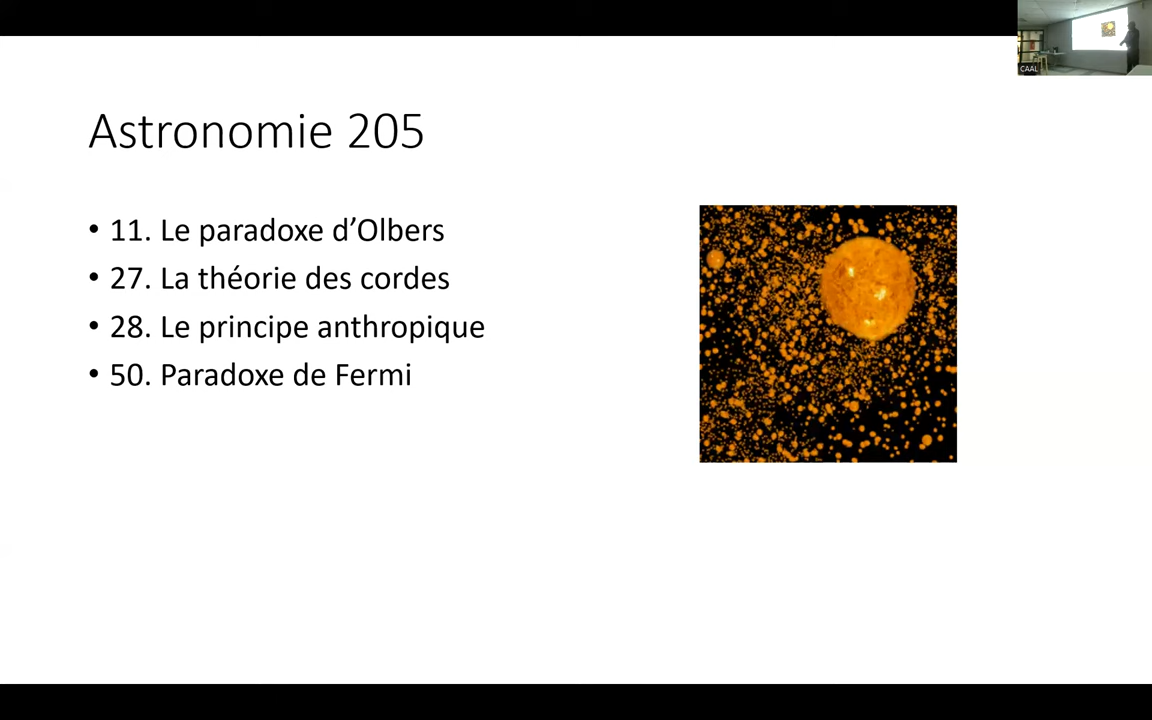 CAAL
Astronomie 205
• 11. Le paradoxe d’Olbers
• 27. La théorie des cordes
• 28. Le principe anthropique
• 50. Paradoxe de Fermi